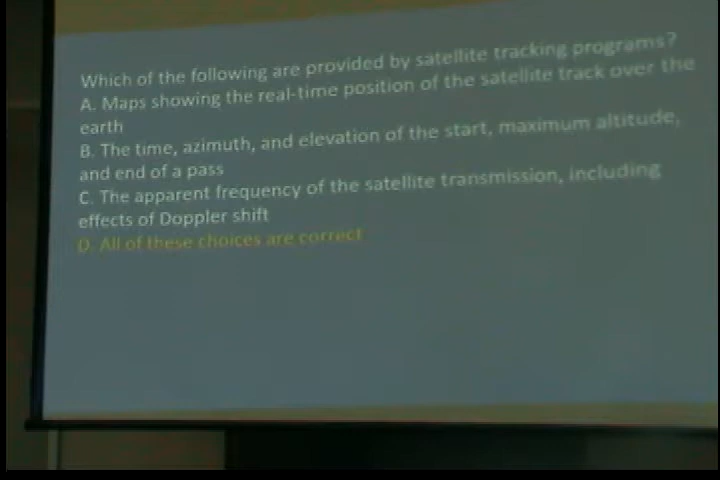 Which of the following are provided by satellite tracking programs?
A. Maps showing the real-time position of the satellite track over the
earth
B. The time, azimuth, and elevation of the start, maximum altitude,
and end of a pass
C. The apparent frequency of the satellite transmission, including
effects of Doppler shift
D. All of these choices are correct